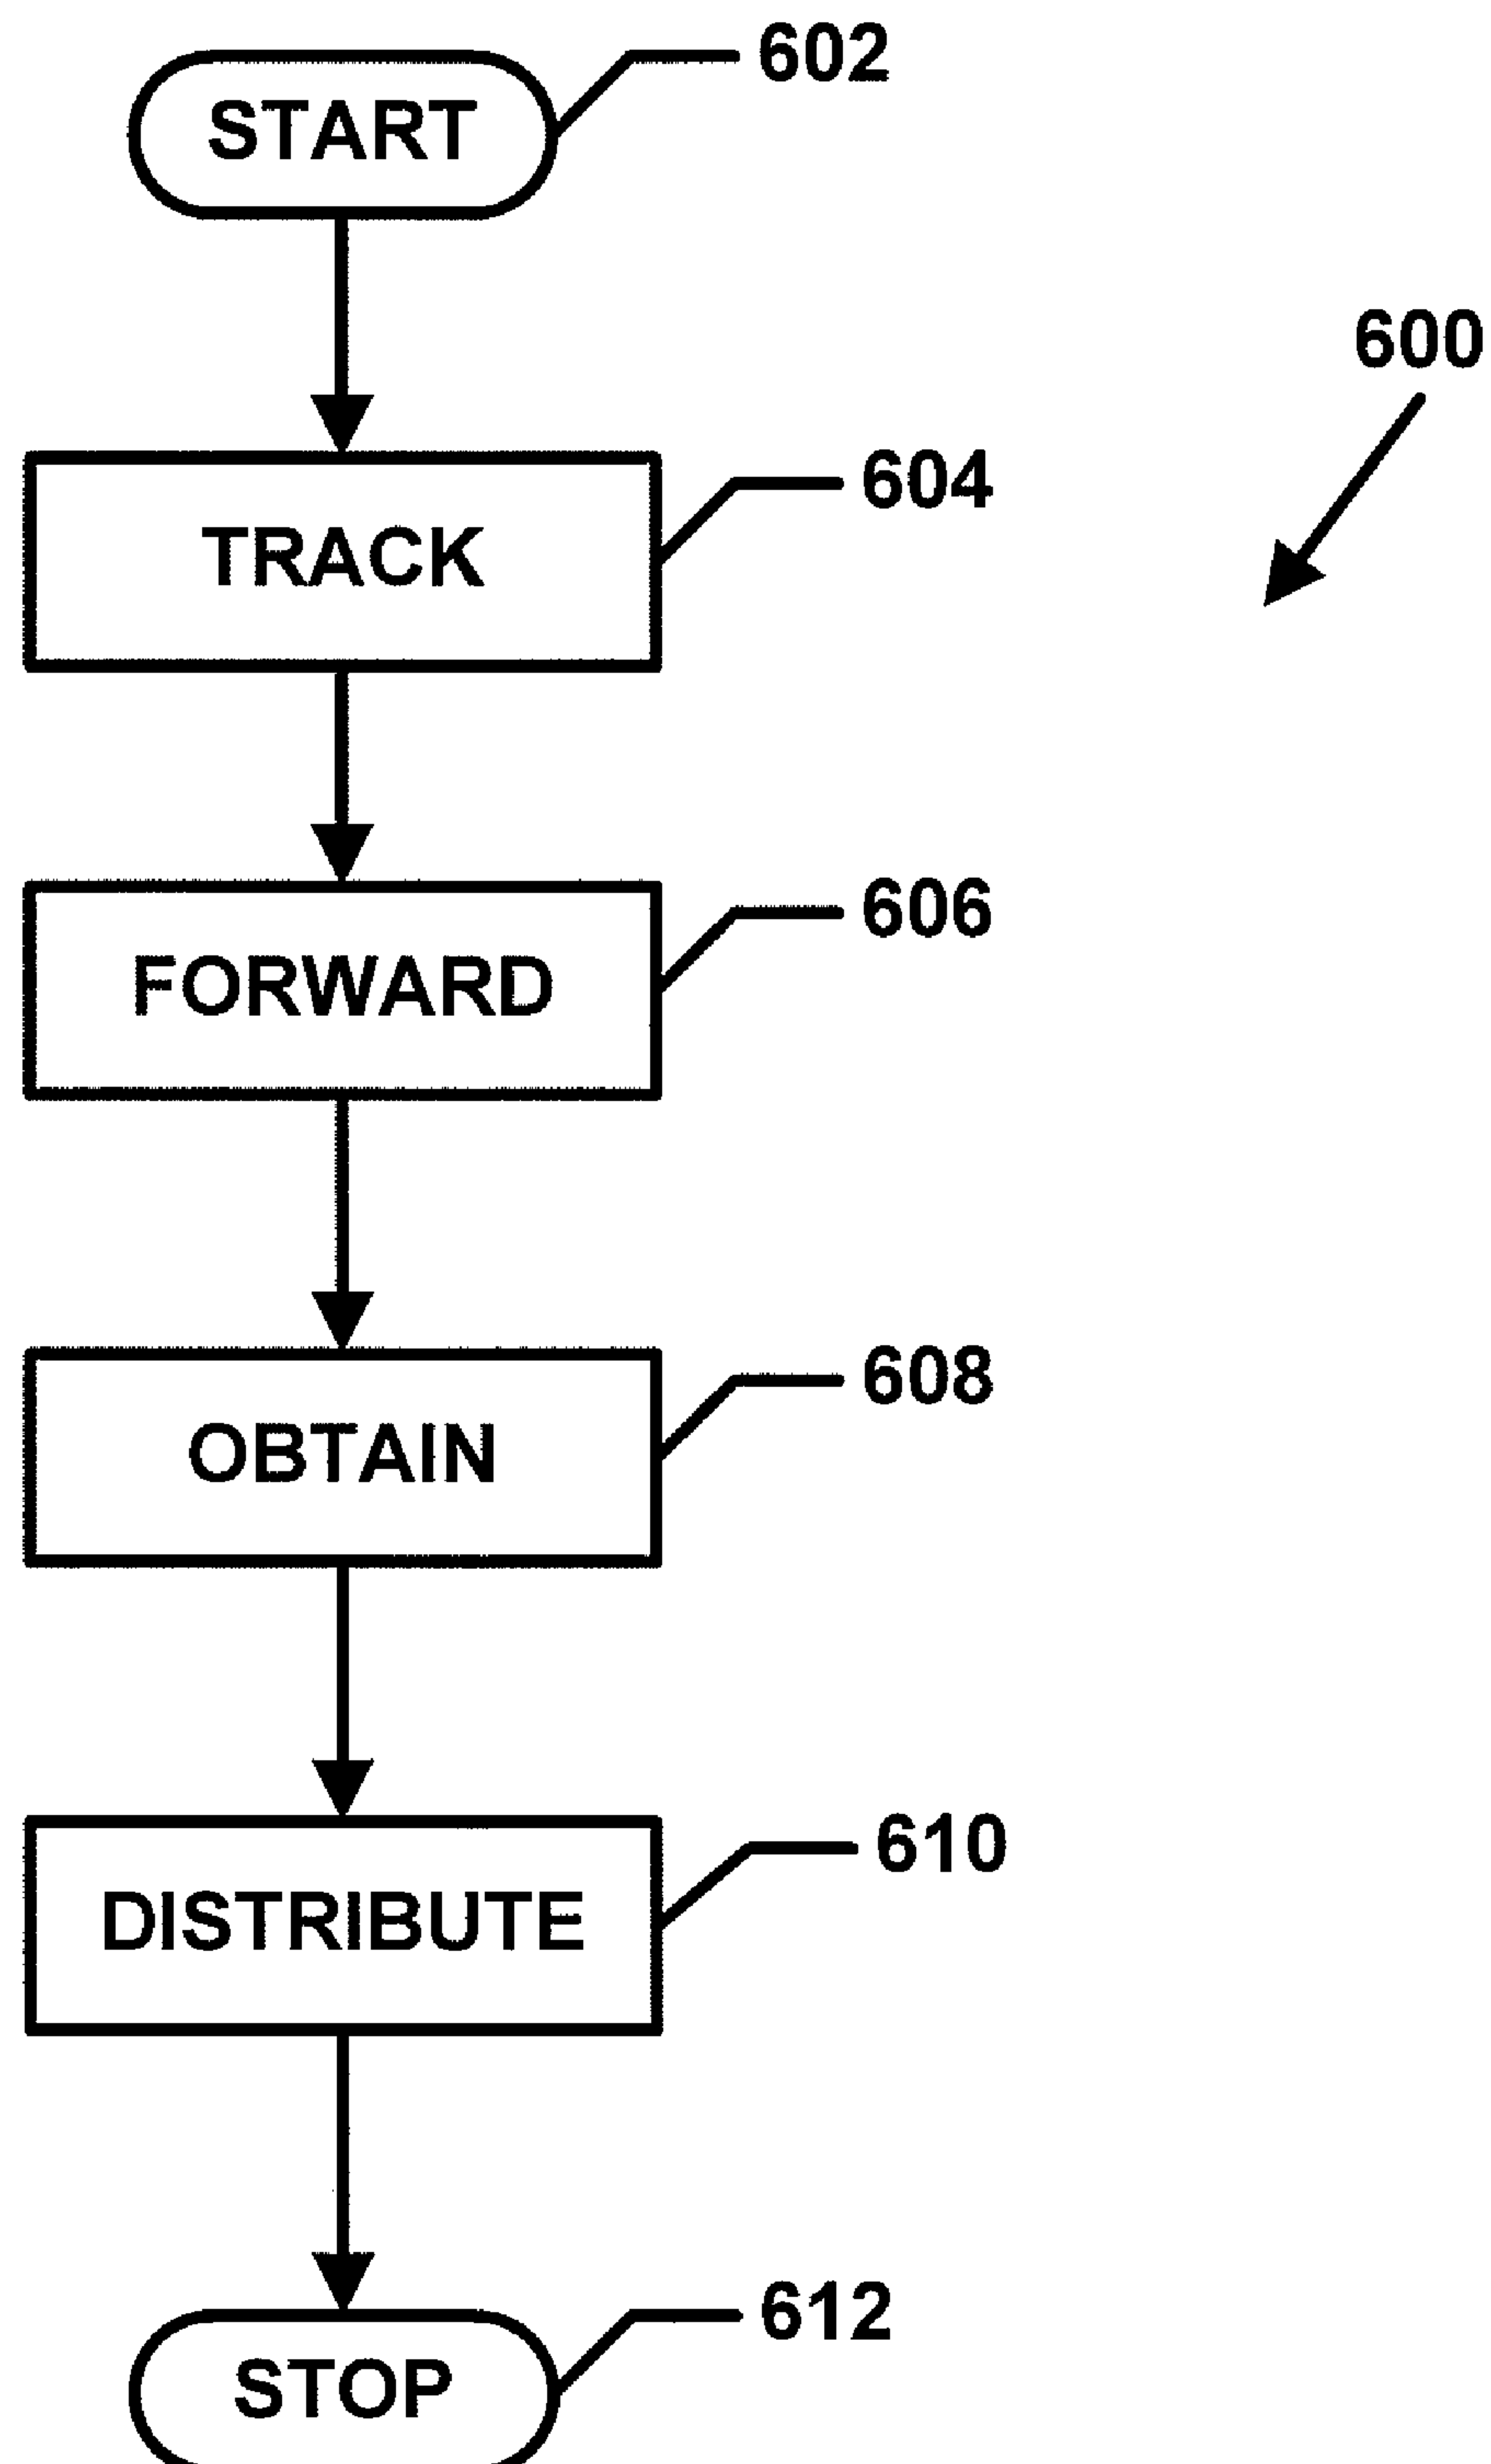 602
START
600
604
TRACK
606
FORWARD
608
OBTAIN
610
DISTRIBUTE
612
STOP